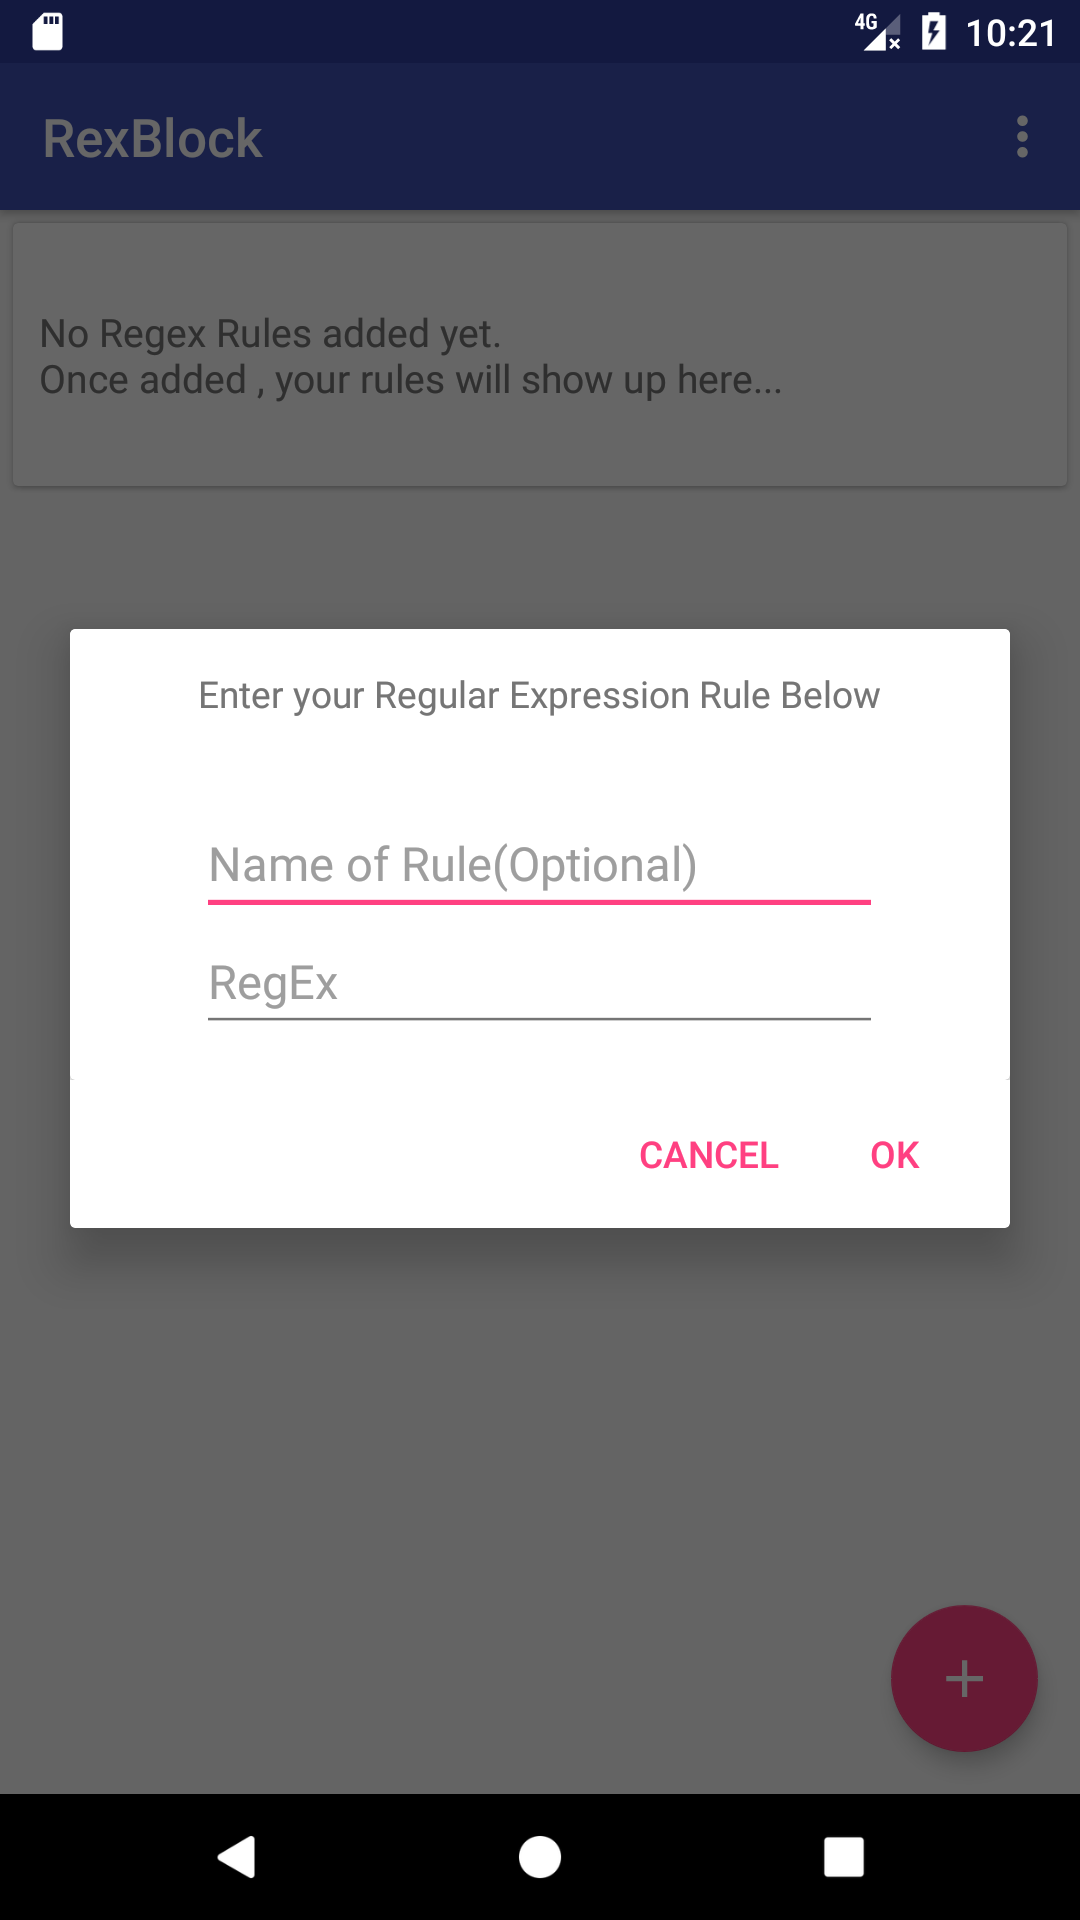 4G 10:21
RexBlock
No Regex Rules added yet.
Once added , your rules will show up here...
Enter your Regular Expression Rule Below
Name of Rule(Optional)
RegEx
CANCEL OK